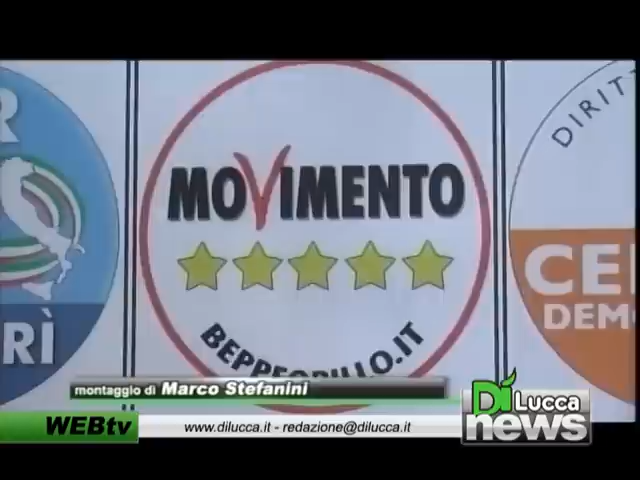 R
RÌ
MOVIMENTO
BEPPEGRILLO.IT
DIRITT
CE
DEMO
montaggio di Marco Stefanini
WEBtv
www.dilucca.it - redazione@dilucca.it
Di Lucca
news